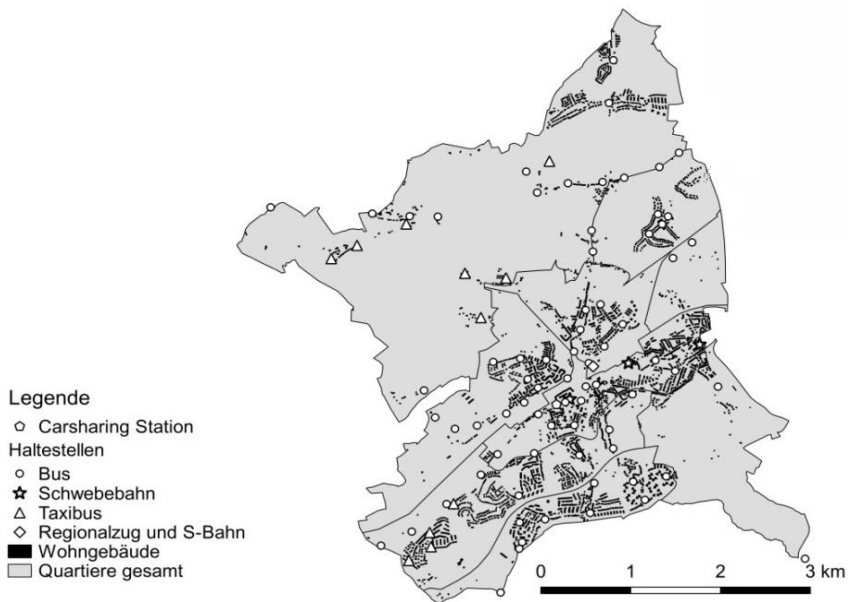 Legende
Carsharing Station
Haltestellen
Bus
Schwebebahn
Taxibus
Regionalzug und S-Bahn
Wohngebäude
Quartiere gesamt
0 1 2 3 km